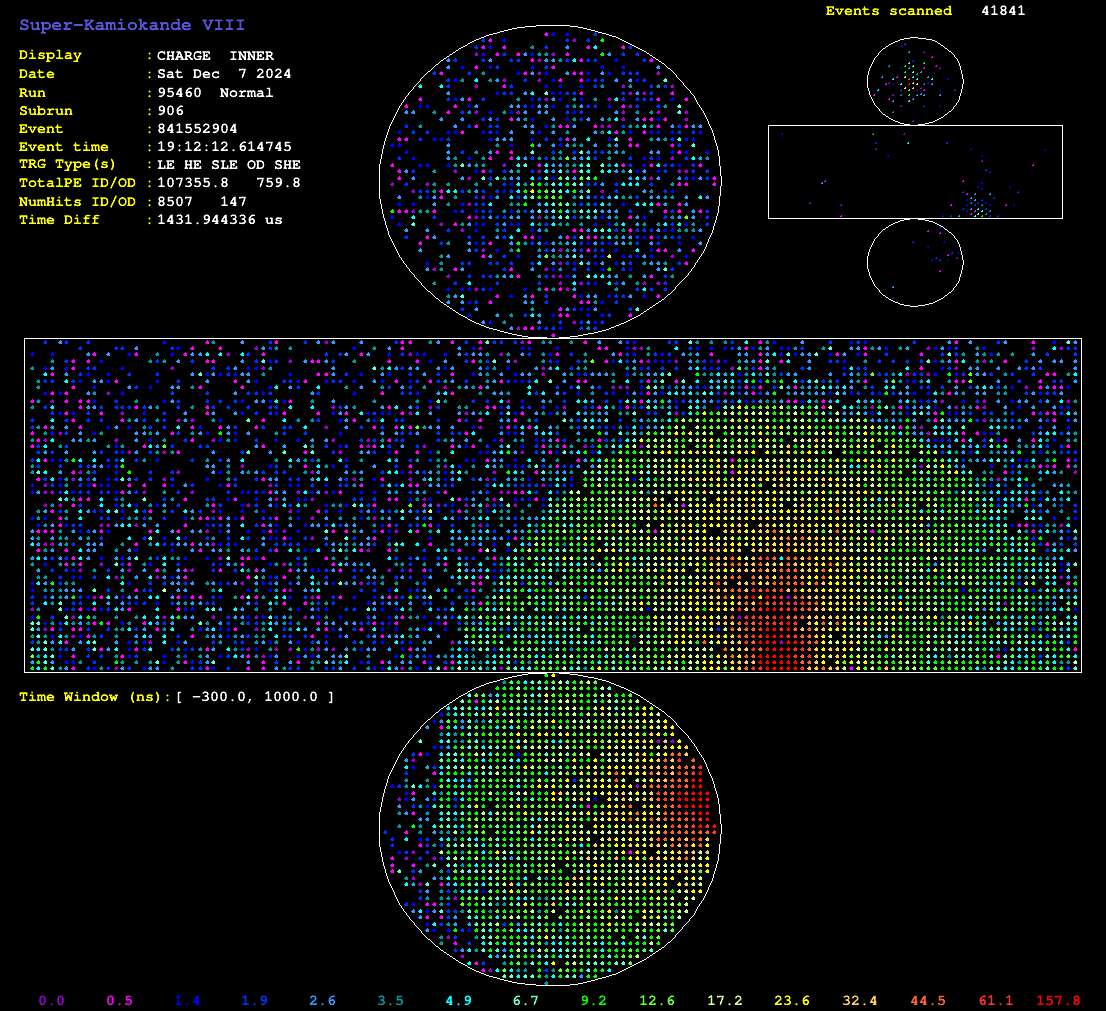 Super-Kamiokande VIII
Events scanned 41841
Display : CHARGE INNER
Date : Sat Dec 7 2024
Run : 95460 Normal
Subrun : 906
Event : 841552904
Event time : 19:12:12.614745
TRG Type(s) : LE HE SLE OD SHE
TotalPE ID/OD : 107355.8 759.8
NumHits ID/OD : 8507 147
Time Diff : 1431.944336 us
Time Window (ns):[ -300.0, 1000.0 ]
0.0 0.5 1.4 1.9 2.6 3.5 4.9 6.7 9.2 12.6 17.2 23.6 32.4 44.5 61.1 157.8